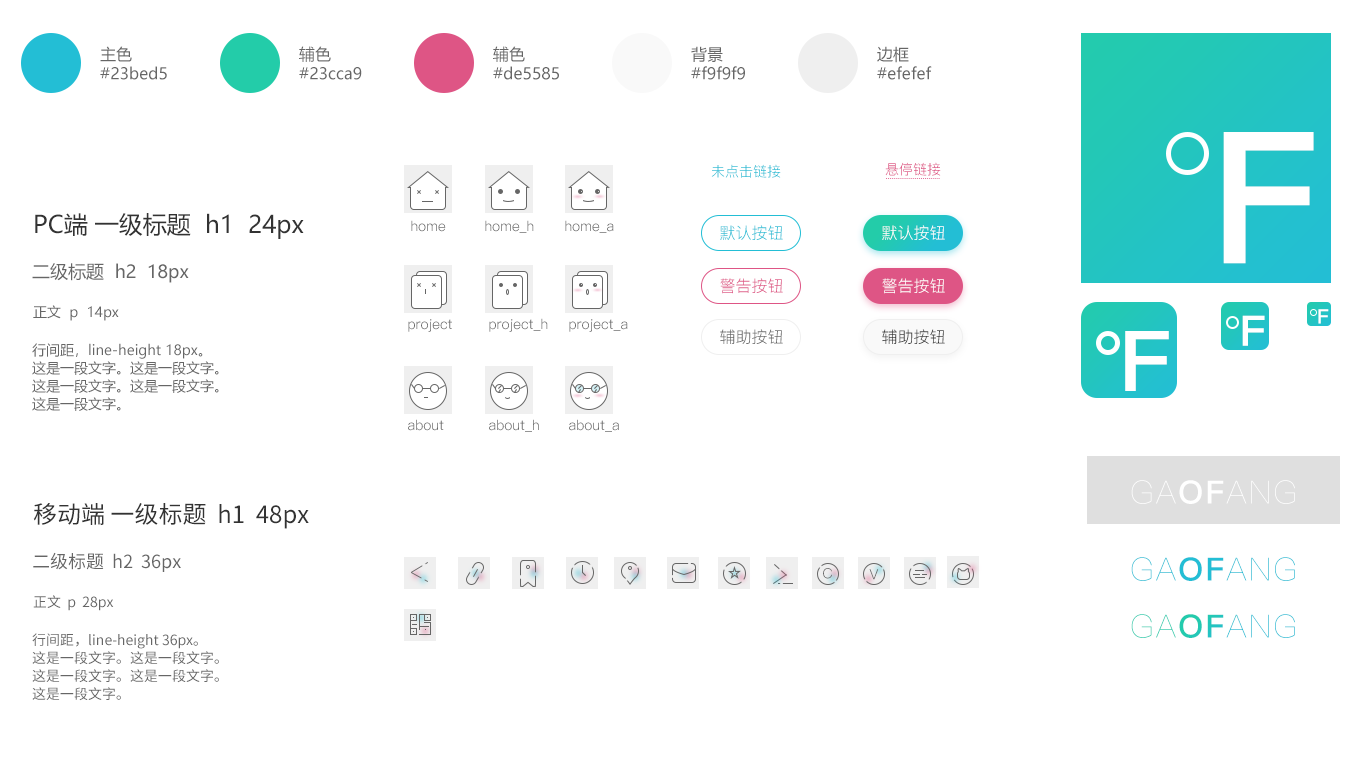 主色
#23bed5
辅色
#23cca9
辅色
#de5585
背景
#f9f9f9
边框
#efefef
°F
PC端 一级标题 h1 24px
二级标题 h2 18px
正文 p 14px
行间距，line-height 18px。
这是一段文字。这是一段文字。
这是一段文字。这是一段文字。
这是一段文字。
home
home_h
home_a
project
project_h
project_a
about
about_h
about_a
未点击链接
悬停链接
默认按钮
默认按钮
警告按钮
警告按钮
辅助按钮
辅助按钮
°F
°F
°F
移动端 一级标题 h1 48px
二级标题 h2 36px
正文 p 28px
行间距，line-height 36px。
这是一段文字。这是一段文字。
这是一段文字。这是一段文字。
这是一段文字。
GAOFANG
GAOFANG
GAOFANG